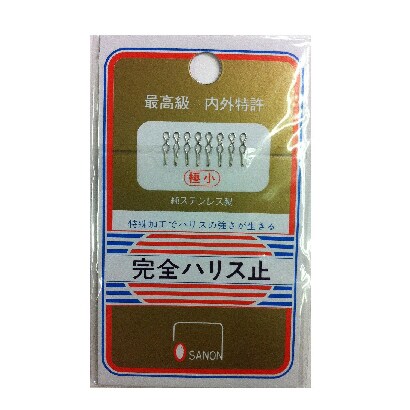 最高級 内外特許
極小
純ステンレス製
特殊加工でハリスの強さが生きる
完全ハリス止
SANON